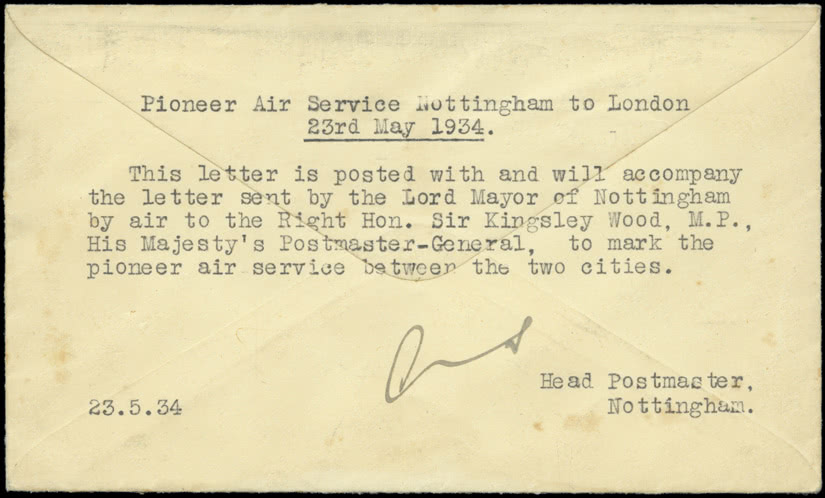 Pioneer Air Service Nottingham to London
23rd May 1934.
This letter is posted with and will accompany
the letter sent by the Lord Mayor of Nottingham
by air to the Right Hon. Sir Kingsley Wood, M.P.,
His Majesty's Postmaster-General, to mark the
pioneer air service between the two cities.
Head Postmaster,
23.5.34 Nottingham.